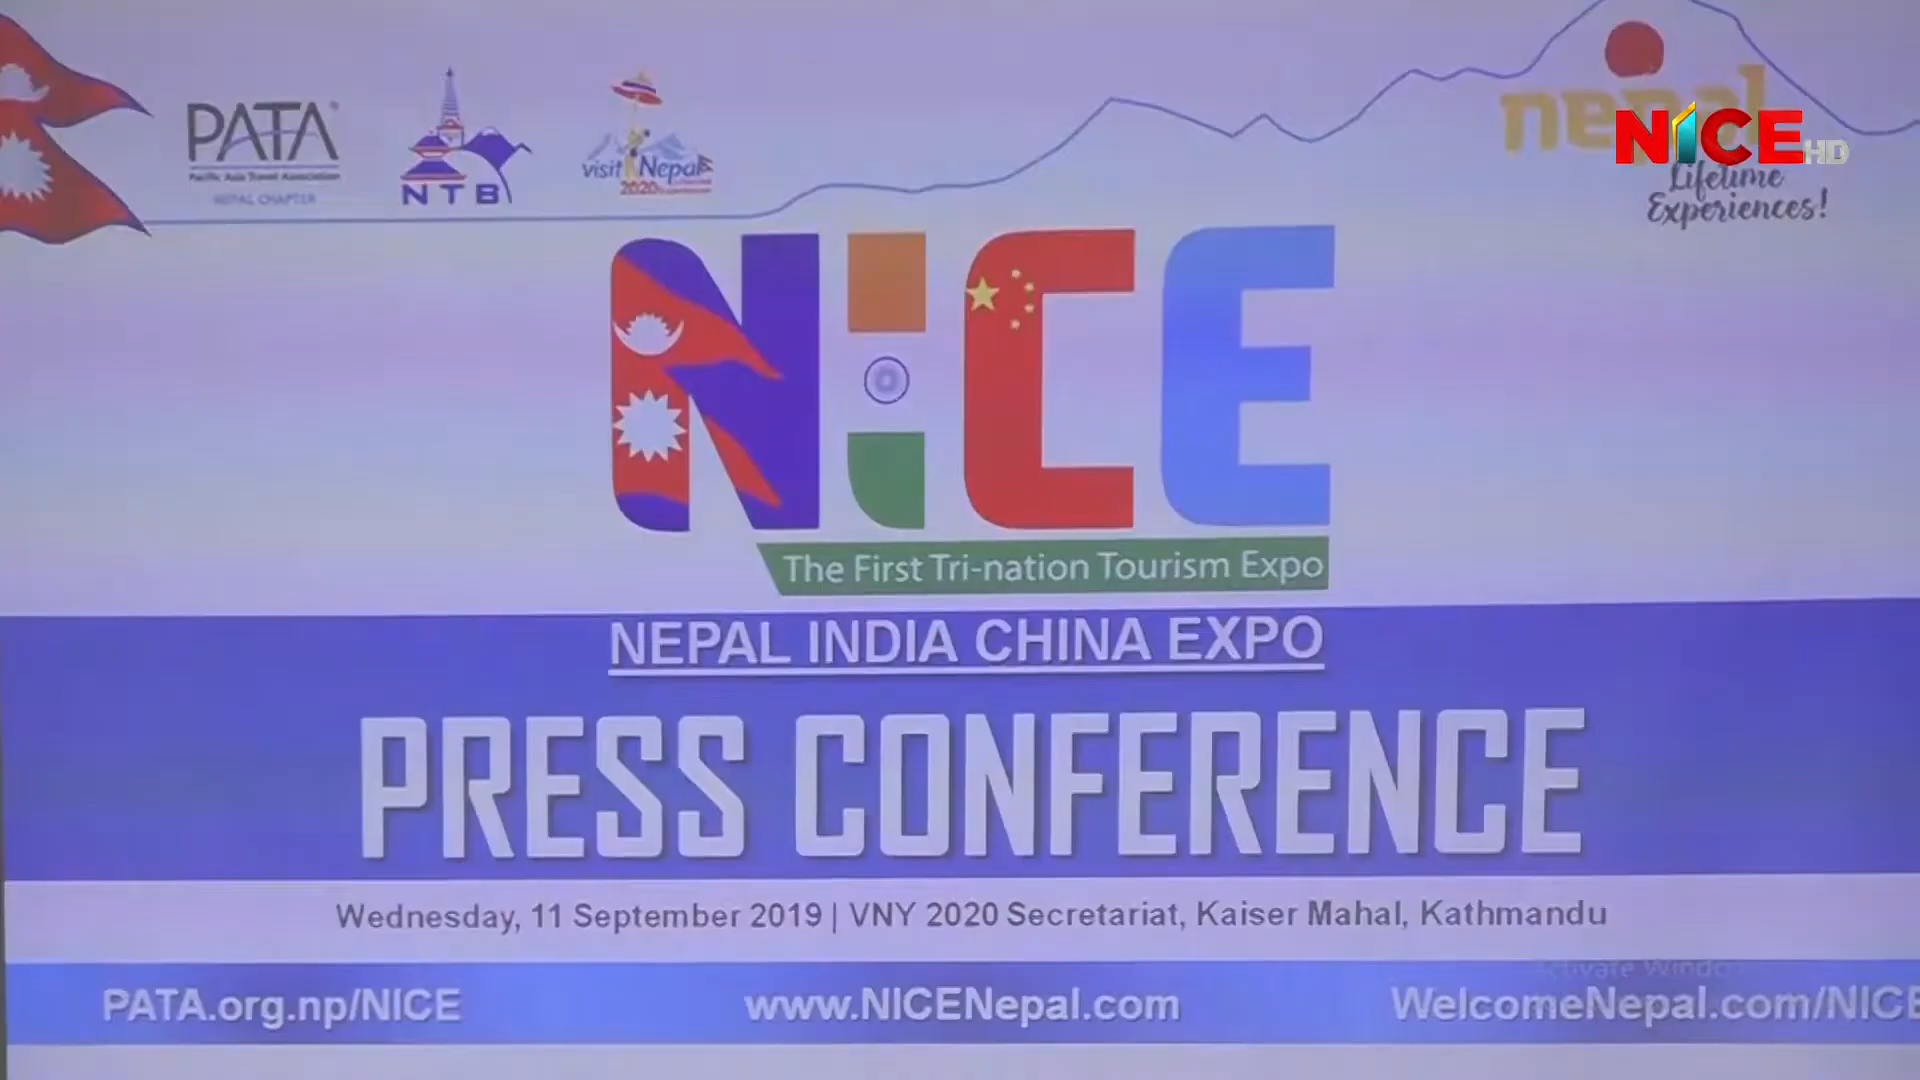 PATA®
Pacific Asia Travel Association
NEPAL CHAPTER
NTB
visit Nepal
2020
nepal
Lifetime
Experiences!
NiCE HD
NiCE
The First Tri-nation Tourism Expo
NEPAL INDIA CHINA EXPO
PRESS CONFERENCE
Wednesday, 11 September 2019 | VNY 2020 Secretariat, Kaiser Mahal, Kathmandu
Activate Windo
PATA.org.np/NICE
www.NICENepal.com
WelcomeNepal.com/NICE